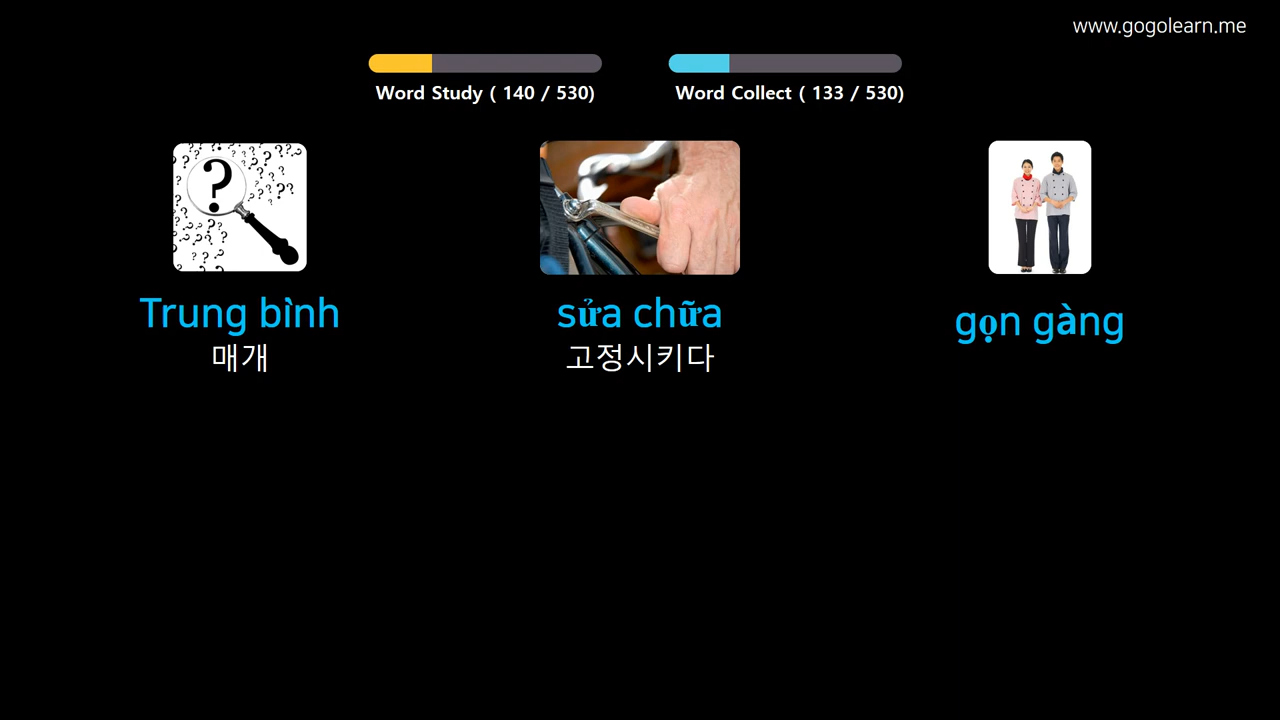 www.gogolearn.me
Word Study ( 140 / 530)
Word Collect ( 133 / 530)
Trung bình
매개
sửa chữa
고정시키다
gọn gàng